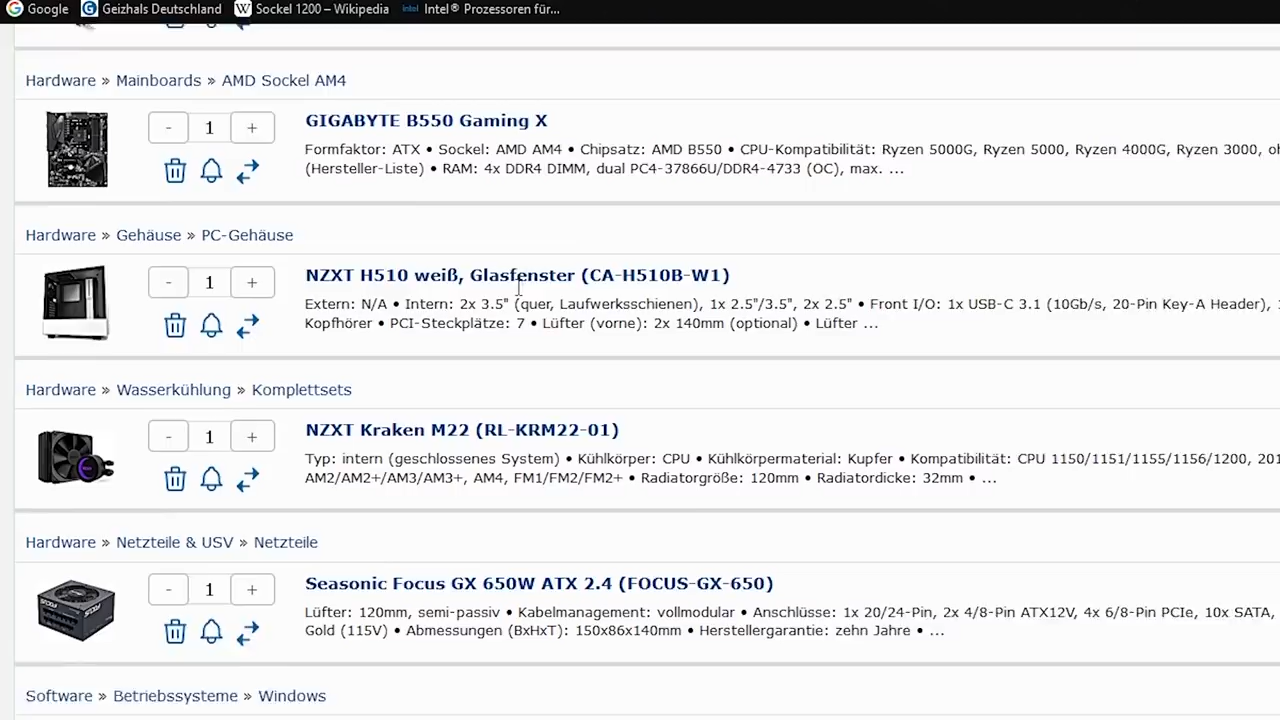 Google Geizhals Deutschland Sockel 1200 – Wikipedia Intel® Prozessoren für...
Hardware » Mainboards » AMD Sockel AM4
- 1 + GIGABYTE B550 Gaming X
Formfaktor: ATX • Sockel: AMD AM4 • Chipsatz: AMD B550 • CPU-Kompatibilität: Ryzen 5000G, Ryzen 5000, Ryzen 4000G, Ryzen 3000,
(Hersteller-Liste) • RAM: 4x DDR4 DIMM, dual PC4-37866U/DDR4-4733 (OC), max. ...
Hardware » Gehäuse » PC-Gehäuse
- 1 + NZXT H510 weiß, Glasfenster (CA-H510B-W1)
Extern: N/A • Intern: 2x 3.5" (quer, Laufwerksschienen), 1x 2.5"/3.5", 2x 2.5" • Front I/O: 1x USB-C 3.1 (10Gb/s, 20-Pin Key-A Header),
Kopfhörer • PCI-Steckplätze: 7 • Lüfter (vorne): 2x 140mm (optional) • Lüfter ...
Hardware » Wasserkühlung » Komplettsets
- 1 + NZXT Kraken M22 (RL-KRM22-01)
Typ: intern (geschlossenes System) • Kühlkörper: CPU • Kühlkörpermaterial: Kupfer • Kompatibilität: CPU 1150/1151/1155/1156/1200, 201
AM2/AM2+/AM3/AM3+, AM4, FM1/FM2/FM2+ • Radiatorgröße: 120mm • Radiatordicke: 32mm • ...
Hardware » Netzteile & USV » Netzteile
- 1 + Seasonic Focus GX 650W ATX 2.4 (FOCUS-GX-650)
Lüfter: 120mm, semi-passiv • Kabelmanagement: vollmodular • Anschlüsse: 1x 20/24-Pin, 2x 4/8-Pin ATX12V, 4x 6/8-Pin PCIe, 10x SATA,
Gold (115V) • Abmessungen (BxHxT): 150x86x140mm • Herstellergarantie: zehn Jahre • ...
Software » Betriebssysteme » Windows